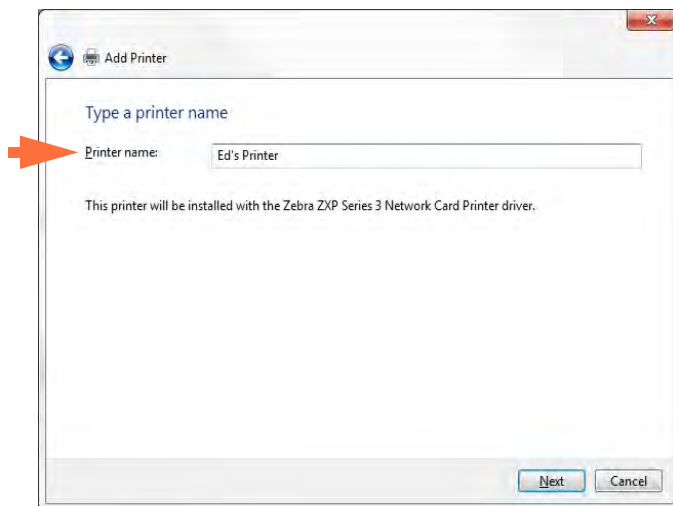 Add Printer
Type a printer name
Printer name:
Ed's Printer
This printer will be installed with the Zebra ZXP Series 3 Network Card Printer driver.
Next
Cancel